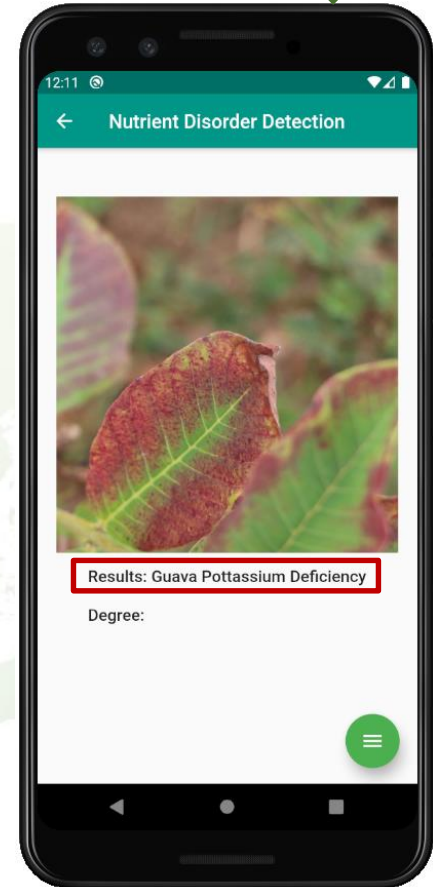 12:11
Nutrient Disorder Detection
Results: Guava Pottassium Deficiency
Degree: